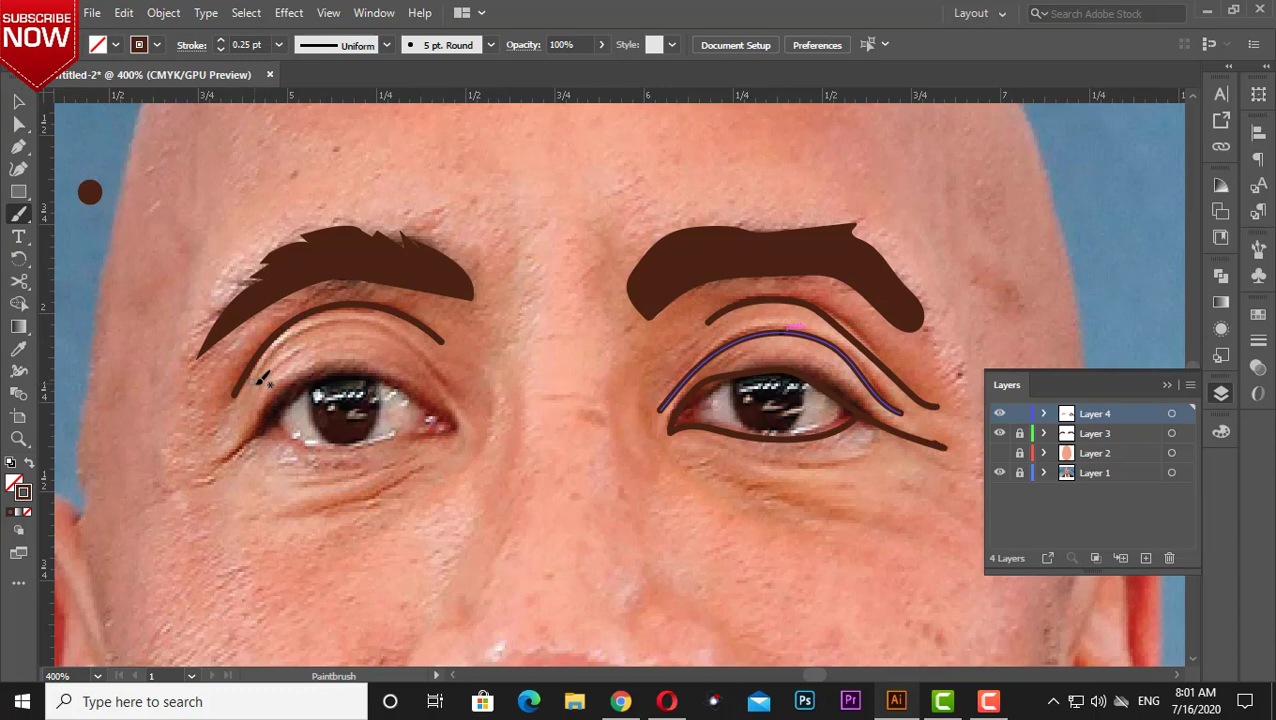 SUBSCRIBE
NOW
File Edit Object Type Select Effect View Window Help
Layout
Search Adobe Stock
Stroke: 0.25 pt
Uniform
5 pt. Round
Opacity: 100%
Style:
Document Setup
Preferences
ntitled-2* @ 400% (CMYK/GPU Preview)
1/2 3/4 5 1/4 1/2 3/4 6 1/4 1/2 3/4 7 1/4
Layers
Layer 4
Layer 3
Layer 2
Layer 1
4 Layers
400%
1
Paintbrush
Type here to search
Ps
Pr
Ai
ENG
7/16/2020